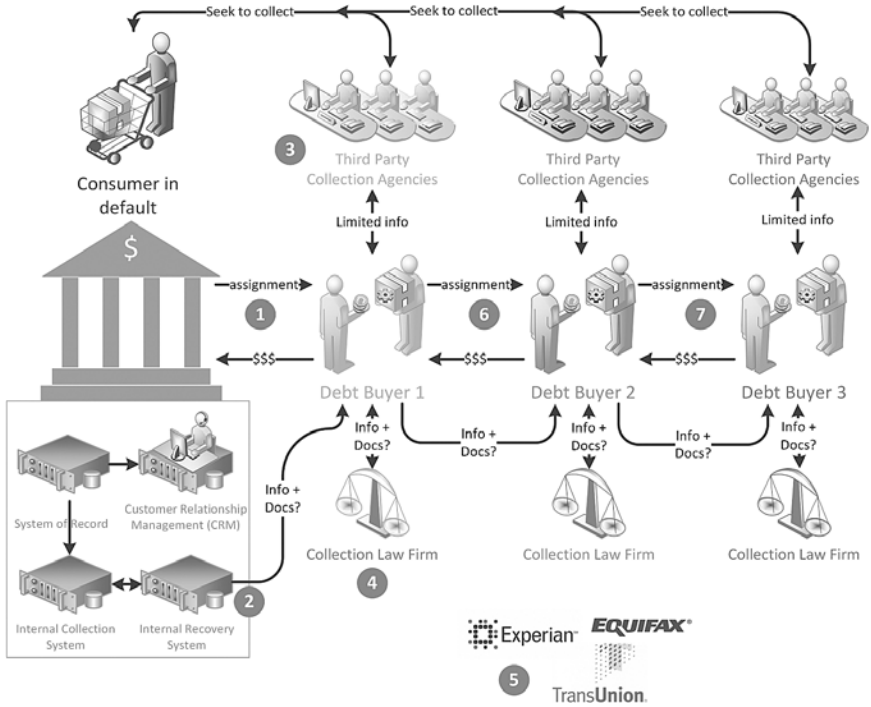 Seek to collect
Seek to collect
Seek to collect
3
Third Party
Collection Agencies
Third Party
Collection Agencies
Third Party
Collection Agencies
Consumer in
default
Limited info
Limited info
Limited info
$
assignment
1
assignment
6
assignment
7
$$$
$$$
$$$
Debt Buyer 1
Debt Buyer 2
Debt Buyer 3
Info +
Docs?
Info +
Docs?
Info +
Docs?
Info +
Docs?
Info +
Docs?
Info +
Docs?
System of Record
Customer Relationship
Management (CRM)
Collection Law Firm
Collection Law Firm
Collection Law Firm
4
2
Internal Collection
System
Internal Recovery
System
Experian
EQUIFAX®
5
TransUnion.